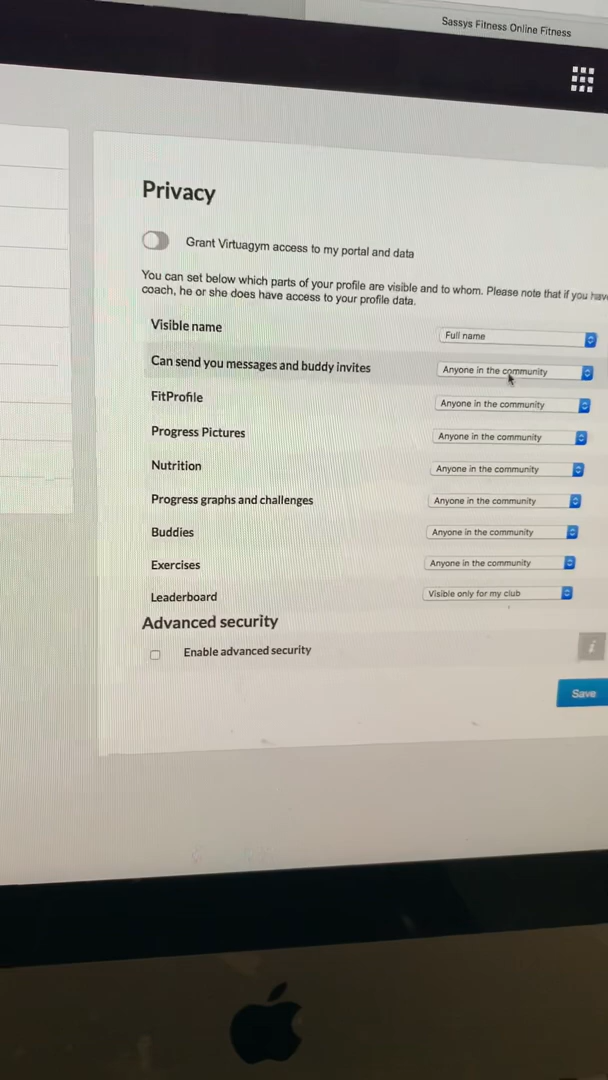 Sassys Fitness Online Fitness
Privacy
Grant Virtuagym access to my portal and data
You can set below which parts of your profile are visible and to whom. Please note that if you have
coach, he or she does have access to your profile data.
Visible name Full name
Can send you messages and buddy invites Anyone in the community
FitProfile Anyone in the community
Progress Pictures Anyone in the community
Nutrition Anyone in the community
Progress graphs and challenges Anyone in the community
Buddies Anyone in the community
Exercises Anyone in the community
Leaderboard Visible only for my club
Advanced security
Enable advanced security i
Save